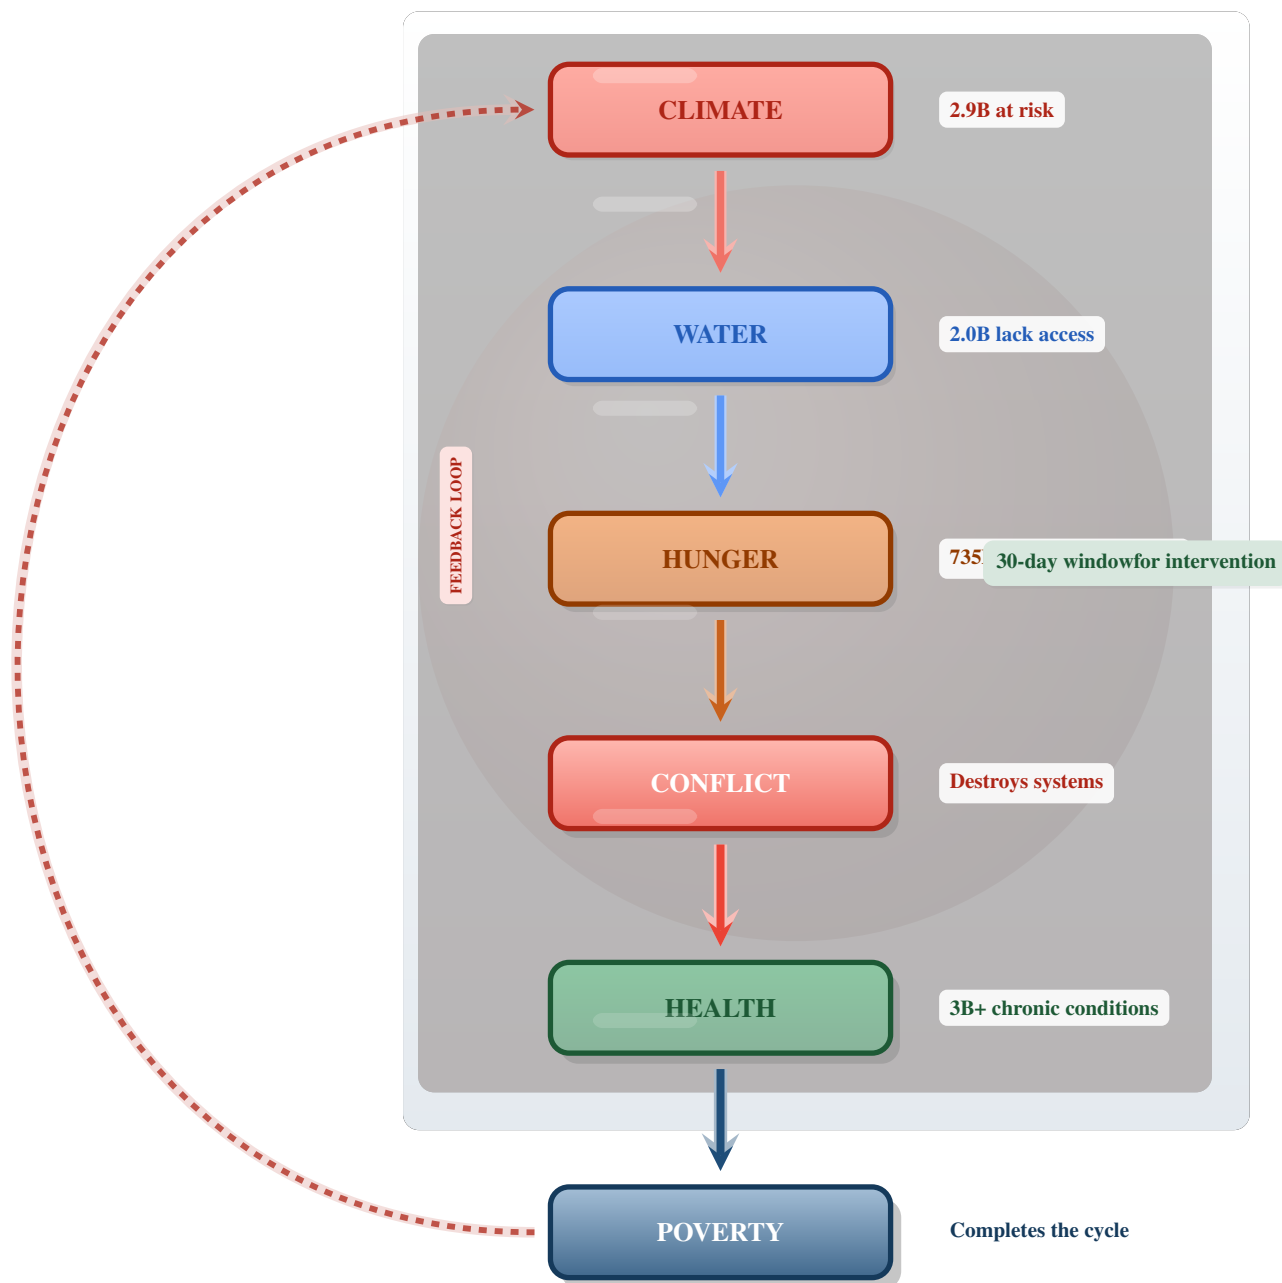 CLIMATE
2.9B at risk
WATER
2.0B lack access
FEEDBACK LOOP
HUNGER
735
30-day windowfor intervention
CONFLICT
Destroys systems
HEALTH
3B+ chronic conditions
POVERTY
Completes the cycle